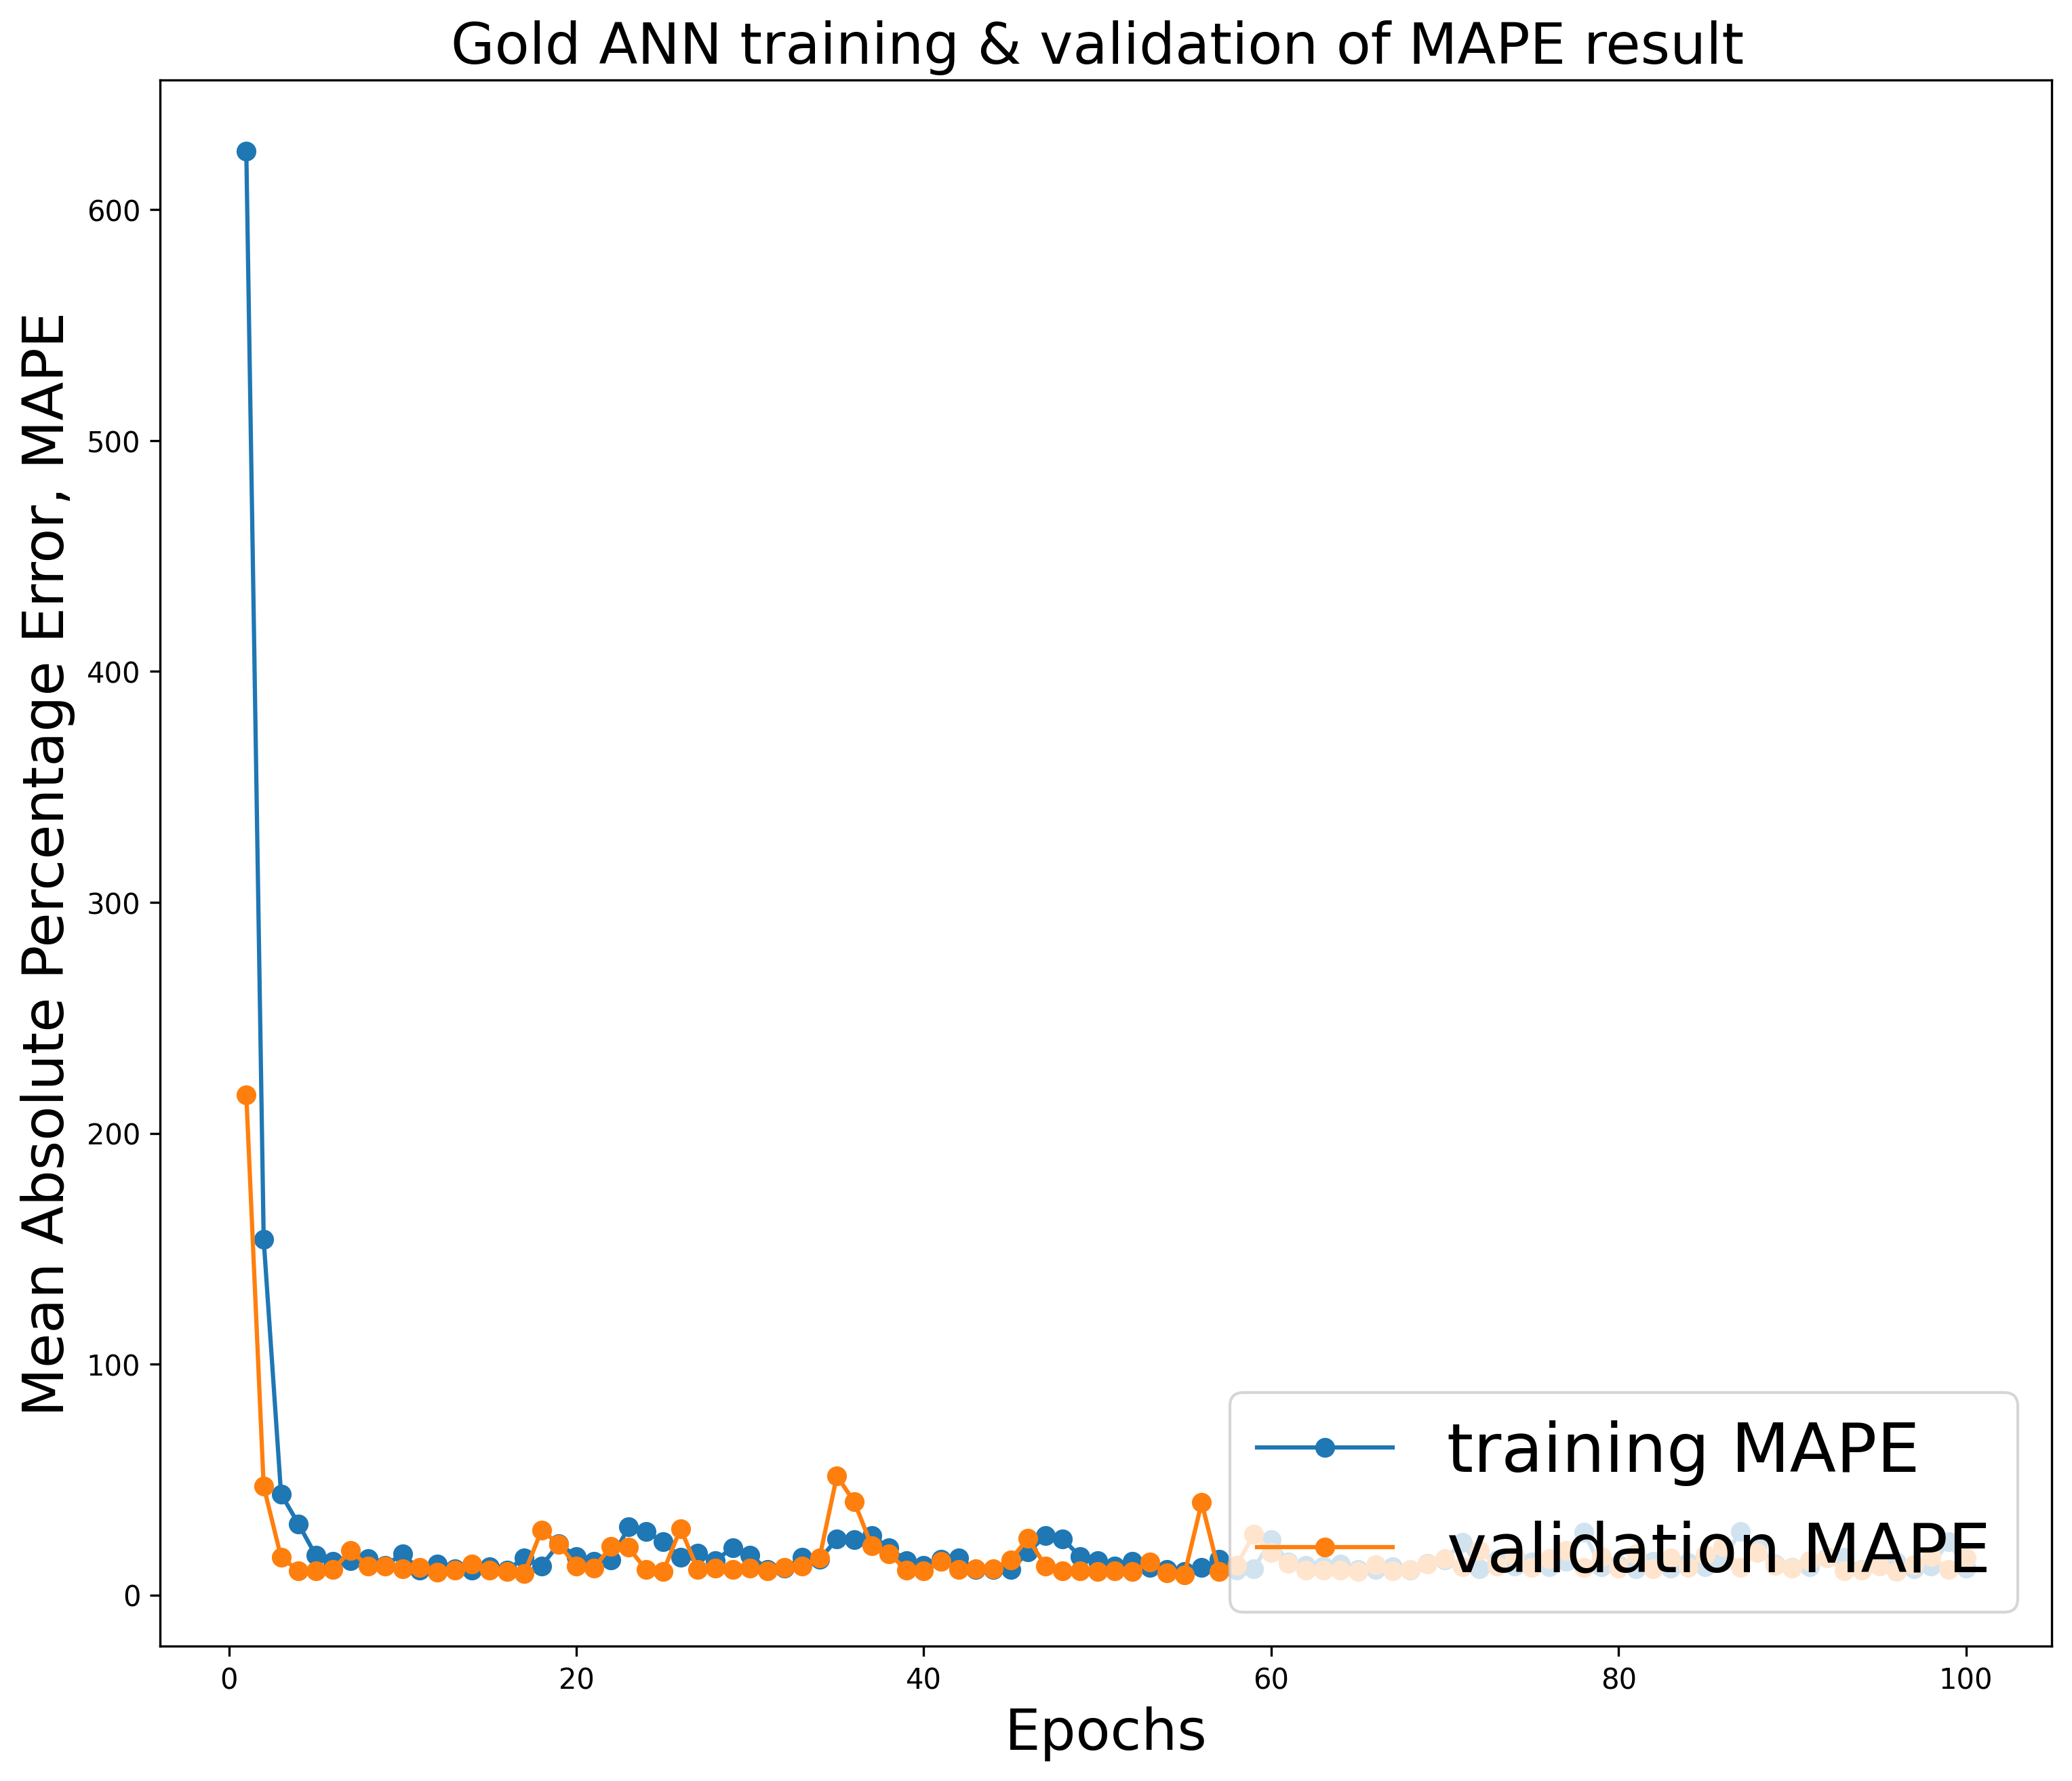 Gold ANN training & validation of MAPE result
Mean Absolute Percentage Error, MAPE
600
500
400
300
200
100
0
training MAPE
validation MAPE
0 20 40 60 80 100
Epochs